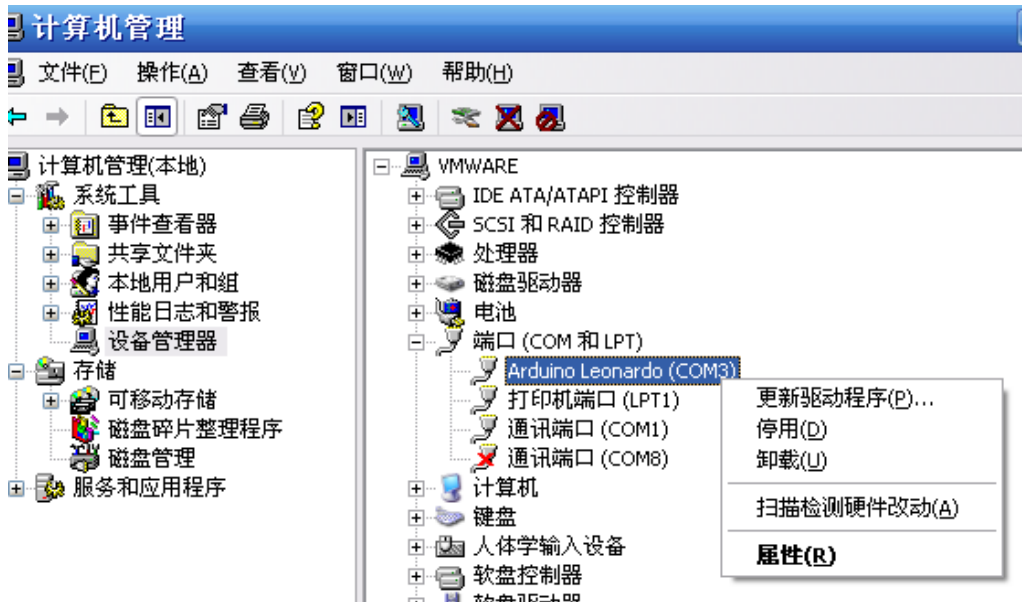 计算机管理
文件(F) 操作(A) 查看(V) 窗口(W) 帮助(H)
计算机管理(本地)
系统工具
事件查看器
共享文件夹
本地用户和组
性能日志和警报
设备管理器
存储
可移动存储
磁盘碎片整理程序
磁盘管理
服务和应用程序
VMWARE
IDE ATA/ATAPI 控制器
SCSI 和 RAID 控制器
处理器
磁盘驱动器
电池
端口 (COM 和 LPT)
Arduino Leonardo (COM3)
打印机端口 (LPT1)
通讯端口 (COM1)
通讯端口 (COM8)
计算机
键盘
人体学输入设备
软盘控制器
软盘驱动器
更新驱动程序(P)...
停用(D)
卸载(U)
扫描检测硬件改动(A)
属性(R)